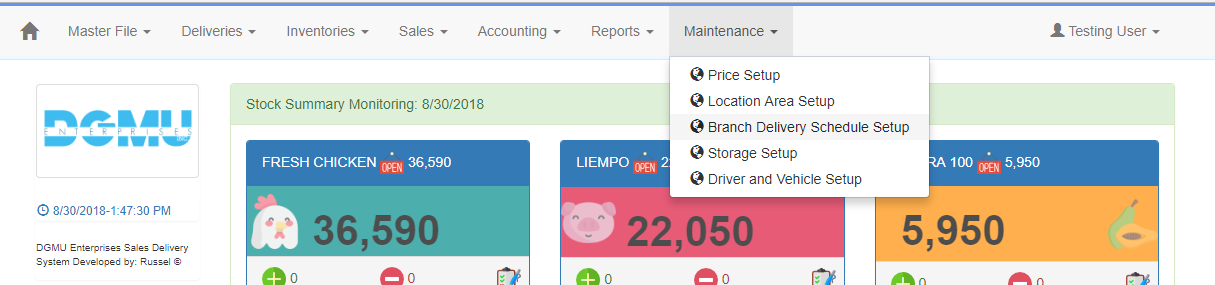 Master File
Deliveries
Inventories
Sales
Accounting
Reports
Maintenance
Testing User
Price Setup
Location Area Setup
Branch Delivery Schedule Setup
Storage Setup
Driver and Vehicle Setup
DGMU
ENTERPRISES
8/30/2018-1:47:30 PM
DGMU Enterprises Sales Delivery
System Developed by: Russel ©
Stock Summary Monitoring: 8/30/2018
FRESH CHICKEN OPEN 36,590
36,590
0 0
LIEMPO OPEN
22,050
0 0
100 OPEN 5,950
5,950
0 0